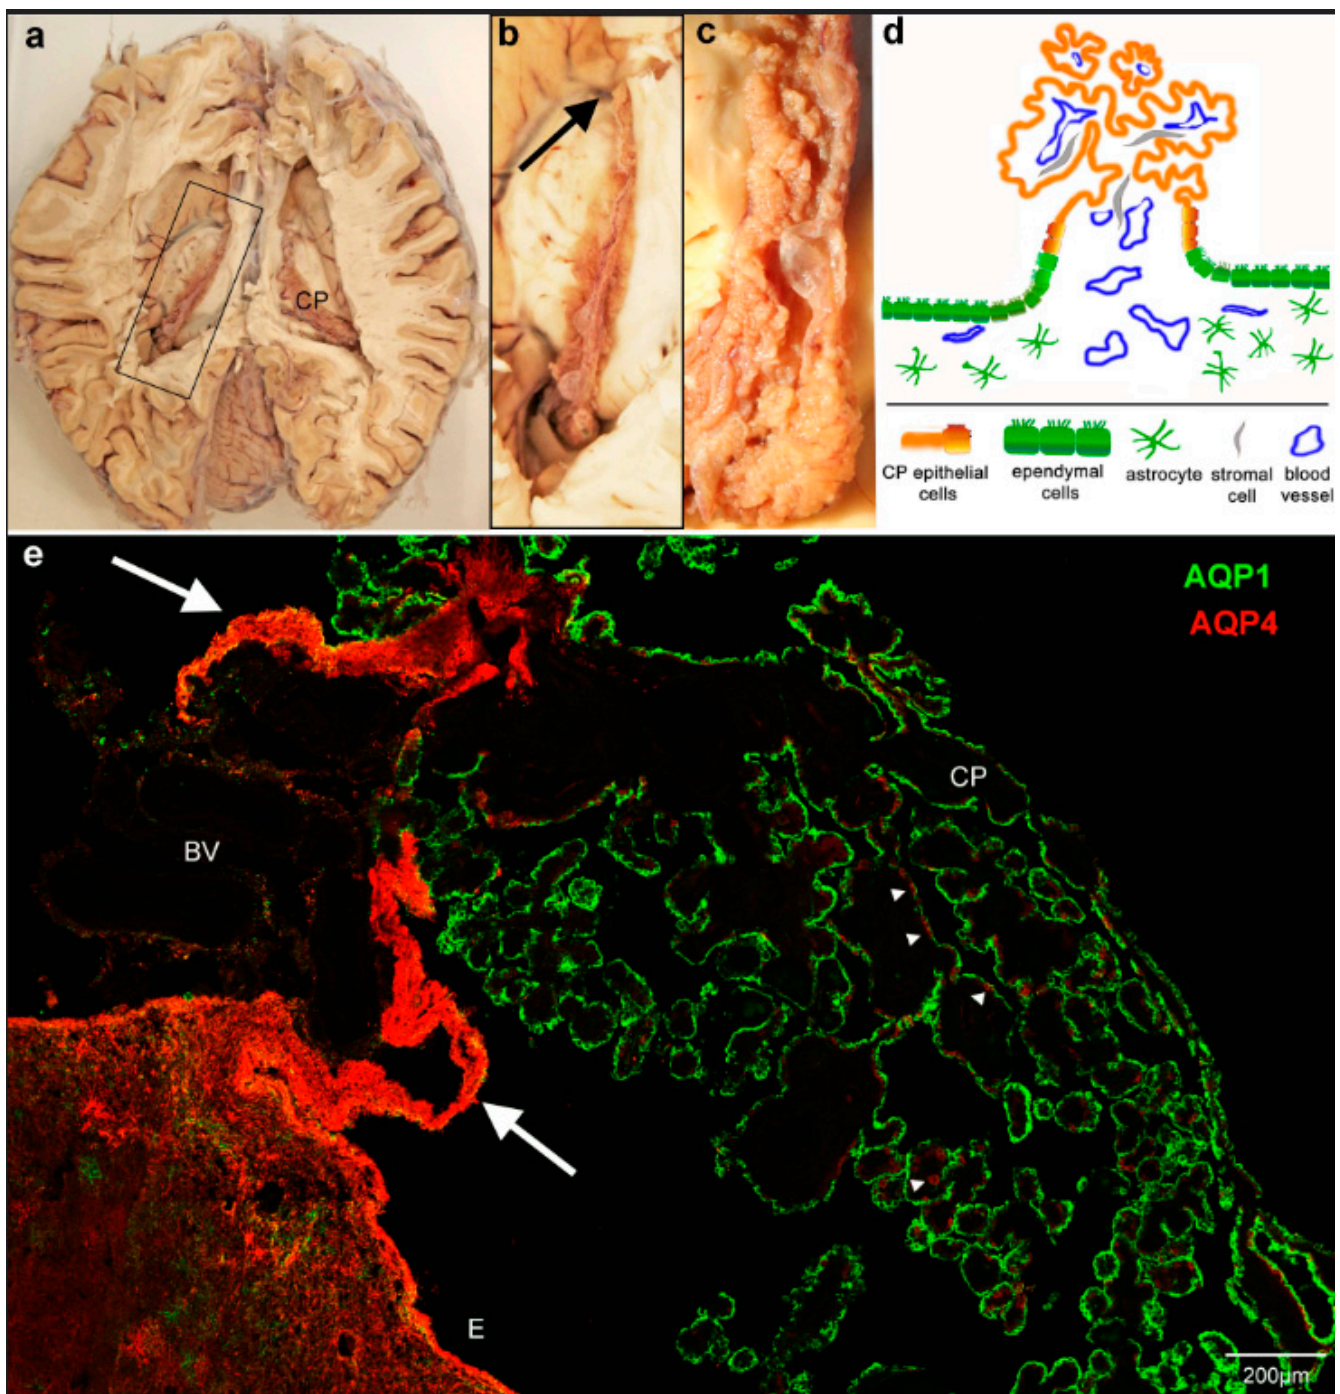 a
b
c
d
CP
CP epithelial
cells
ependymal
cells
astrocyte
stromal
cell
blood
vessel
e
AQP1
AQP4
CP
BV
E
200µm